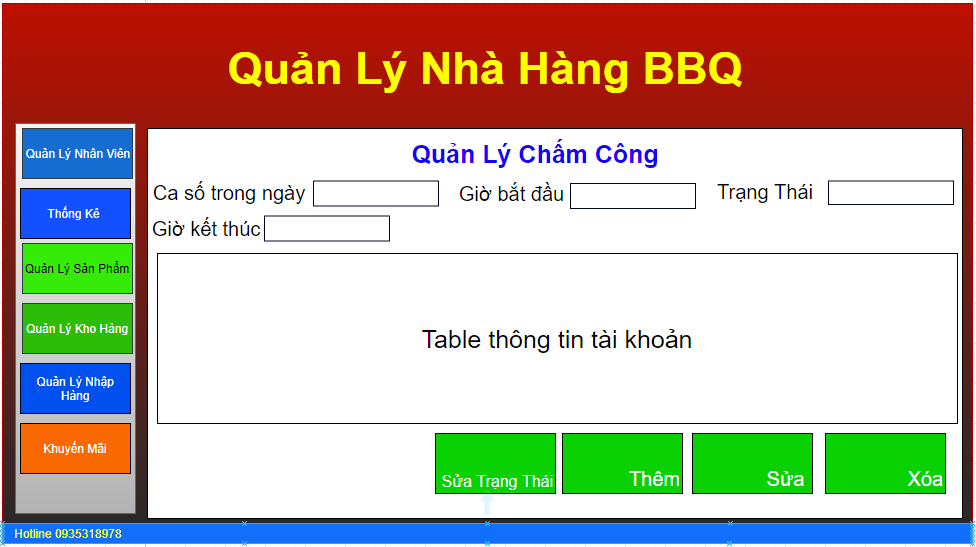 Quản Lý Nhà Hàng BBQ
Quản Lý Nhân Viên
Thống Kê
Quản Lý Sản Phẩm
Quản Lý Kho Hàng
Quản Lý Nhập
Hàng
Khuyến Mãi
Quản Lý Chấm Công
Ca số trong ngày
Giờ bắt đầu
Trạng Thái
Giờ kết thúc
Table thông tin tài khoản
Sửa Trạng Thái
Thêm
Sửa
Xóa
Hotline 0935318978